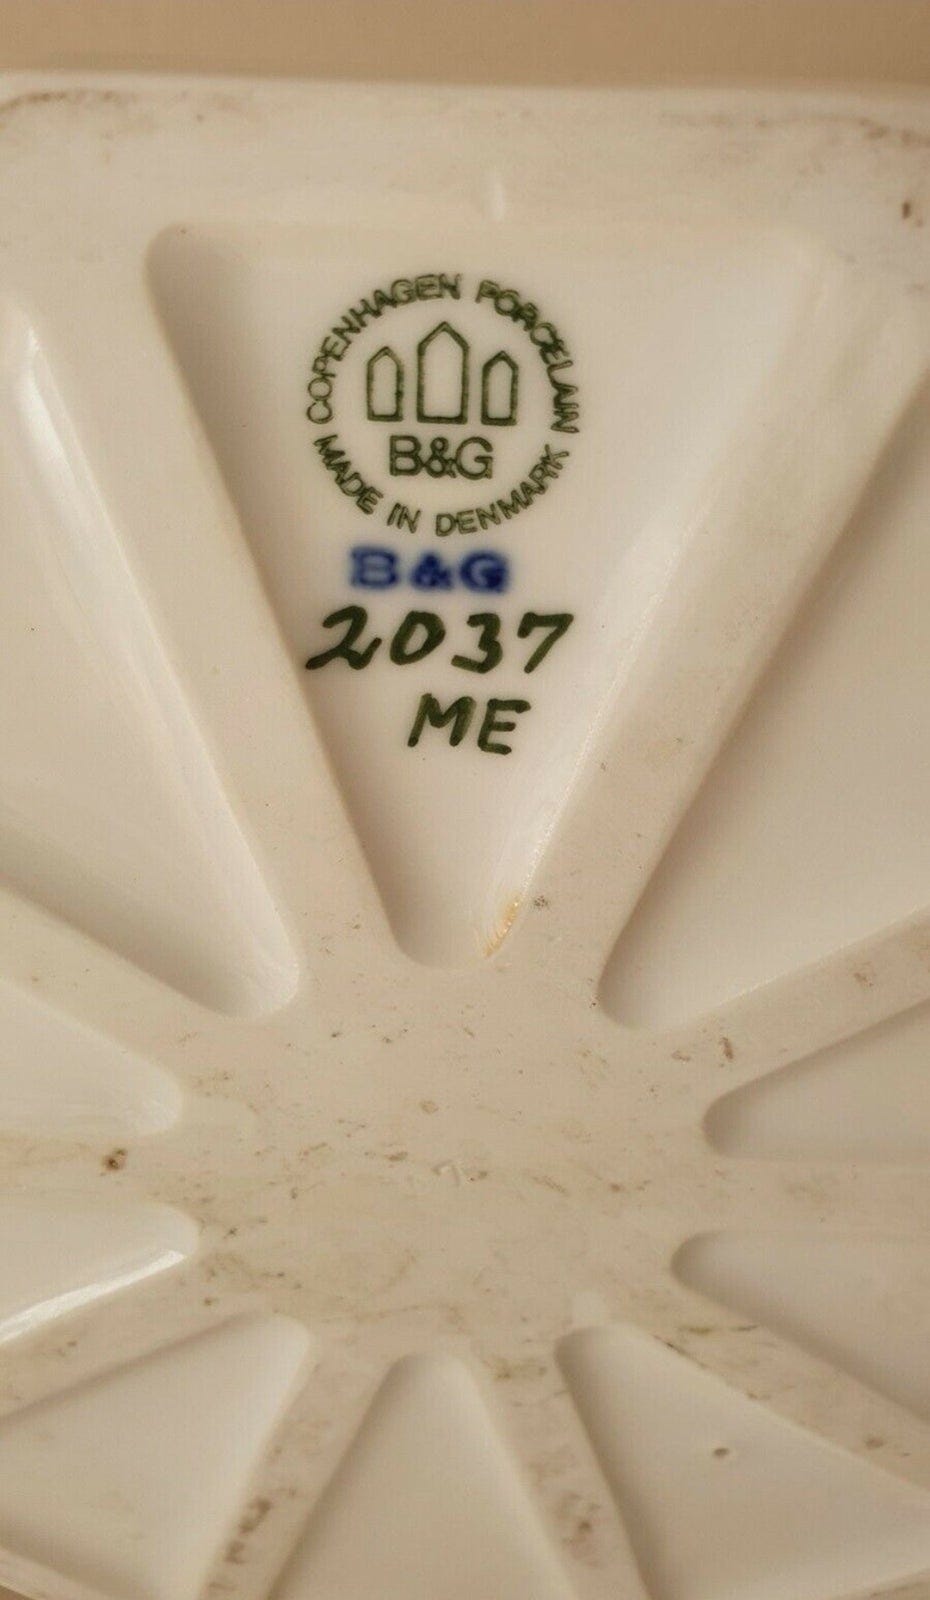 COPENHAGEN PORCELAIN
B&G
MADE IN DENMARK
B&G
2037
ME